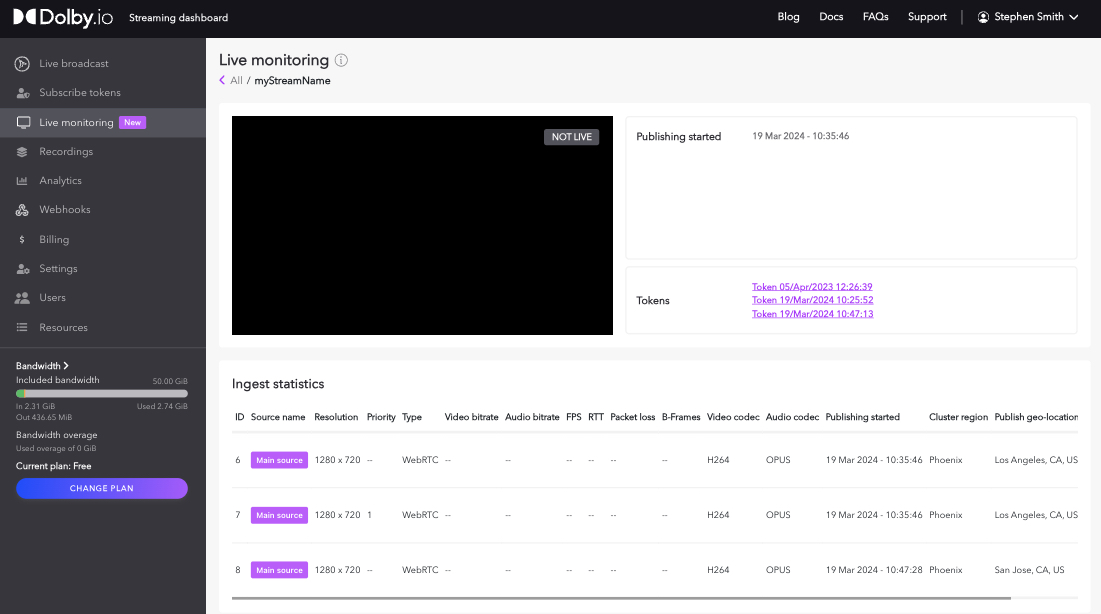 Dolby.io Streaming dashboard Blog Docs FAQs Support Stephen Smith
Live broadcast
Subscribe tokens
Live monitoring New
Recordings
Analytics
Webhooks
$ Billing
Settings
Users
Resources
Bandwidth
Included bandwidth 50.00 GiB
In 2.31 GiB Used 2.74 GiB
Out 436.65 MiB
Bandwidth overage
Used overage of 0 GiB
Current plan: Free
CHANGE PLAN
Live monitoring
All / myStreamName
NOT LIVE
Publishing started 19 Mar 2024 - 10:35:46
Tokens
Token 05/Apr/2023 12:26:39
Token 19/Mar/2024 10:25:52
Token 19/Mar/2024 10:47:13
Ingest statistics
ID Source name Resolution Priority Type Video bitrate Audio bitrate FPS RTT Packet loss B-Frames Video codec Audio codec Publishing started Cluster region Publish geo-location
6 Main source 1280 x 720 -- WebRTC -- -- -- -- -- -- H264 OPUS 19 Mar 2024 - 10:35:46 Phoenix Los Angeles, CA, US
7 Main source 1280 x 720 1 WebRTC -- -- -- -- -- -- H264 OPUS 19 Mar 2024 - 10:35:46 Phoenix Los Angeles, CA, US
8 Main source 1280 x 720 -- WebRTC -- -- -- -- -- -- H264 OPUS 19 Mar 2024 - 10:47:28 Phoenix San Jose, CA, US